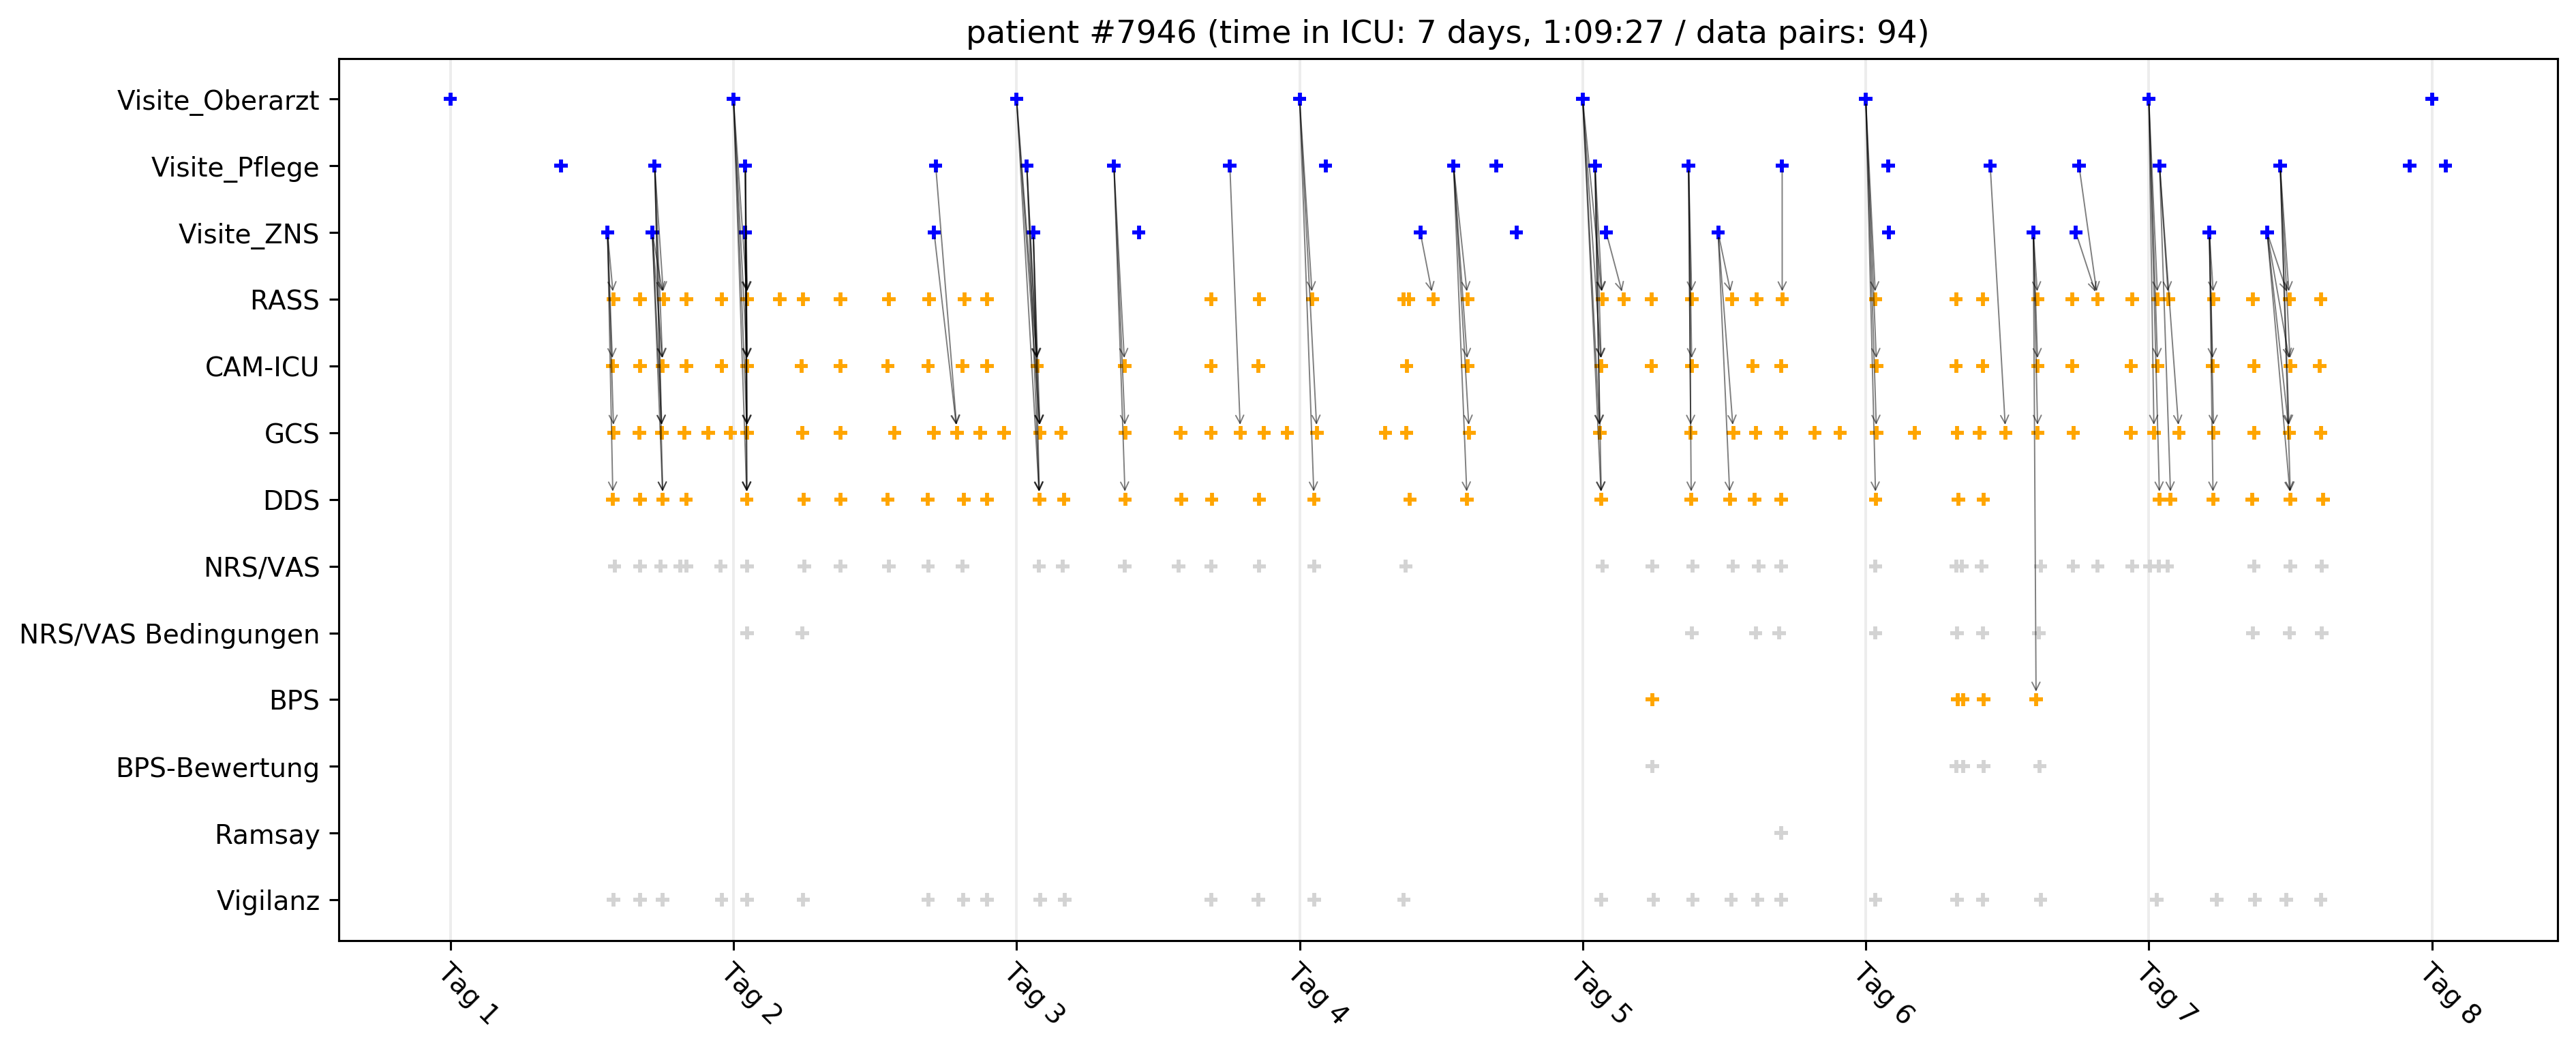 patient #7946 (time in ICU: 7 days, 1:09:27 / data pairs: 94)
Visite_Oberarzt
Visite_Pflege
Visite_ZNS
RASS
CAM-ICU
GCS
DDS
NRS/VAS
NRS/VAS Bedingungen
BPS
BPS-Bewertung
Ramsay
Vigilanz
Tag 1
Tag 2
Tag 3
Tag 4
Tag 5
Tag 6
Tag 7
Tag 8